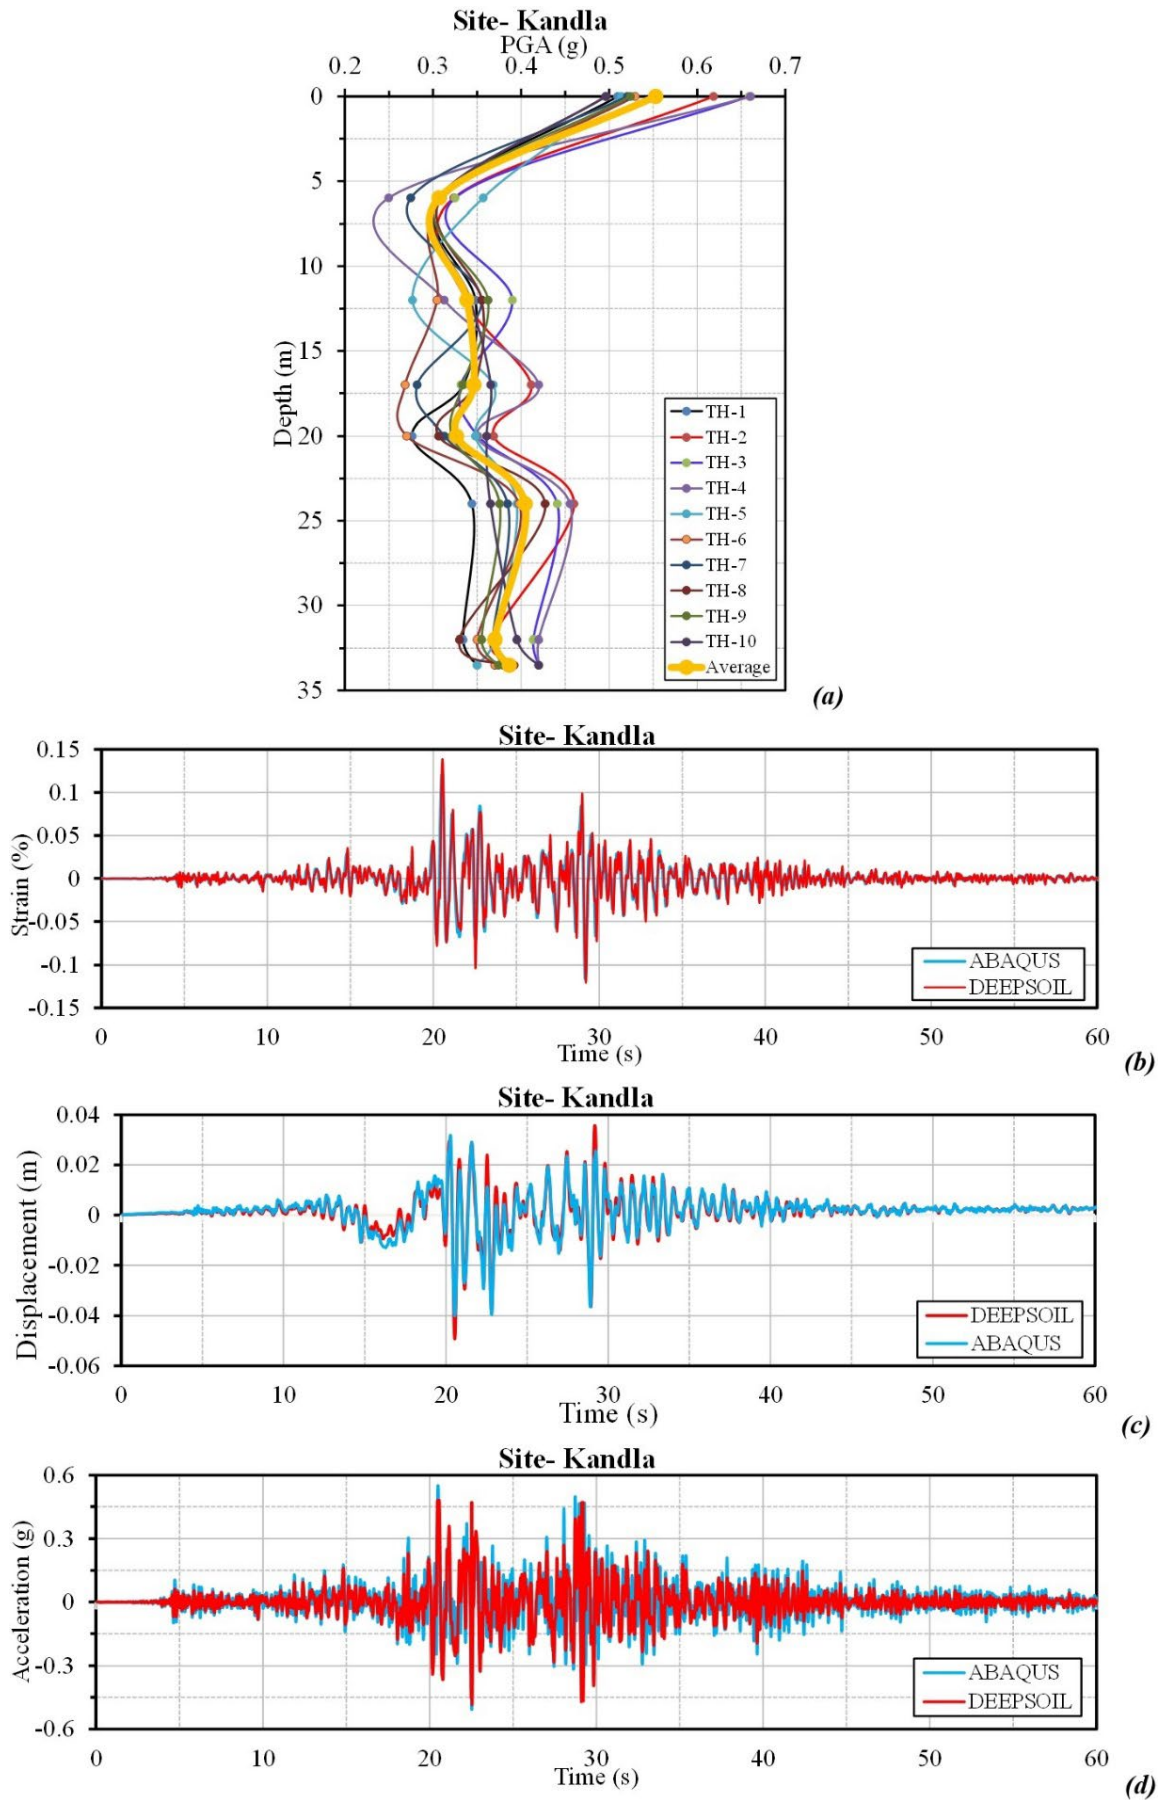 Site- Kandla
PGA (g)
0.2 0.3 0.4 0.5 0.6 0.7
0
5
10
15
20
25
30
35
Depth (m)
TH-1
TH-2
TH-3
TH-4
TH-5
TH-6
TH-7
TH-8
TH-9
TH-10
Average
(a)
Site- Kandla
0.15
0.1
0.05
0
-0.05
-0.1
-0.15
Strain (%)
ABAQUS
DEEPSOIL
0 10 20 30 40 50 60
Time (s)
(b)
Site- Kandla
0.04
0.02
0
-0.02
-0.04
-0.06
Displacement (m)
DEEPSOIL
ABAQUS
0 10 20 30 40 50 60
Time (s)
(c)
Site- Kandla
0.6
0.3
0
-0.3
-0.6
Acceleration (g)
ABAQUS
DEEPSOIL
0 10 20 30 40 50 60
Time (s)
(d)